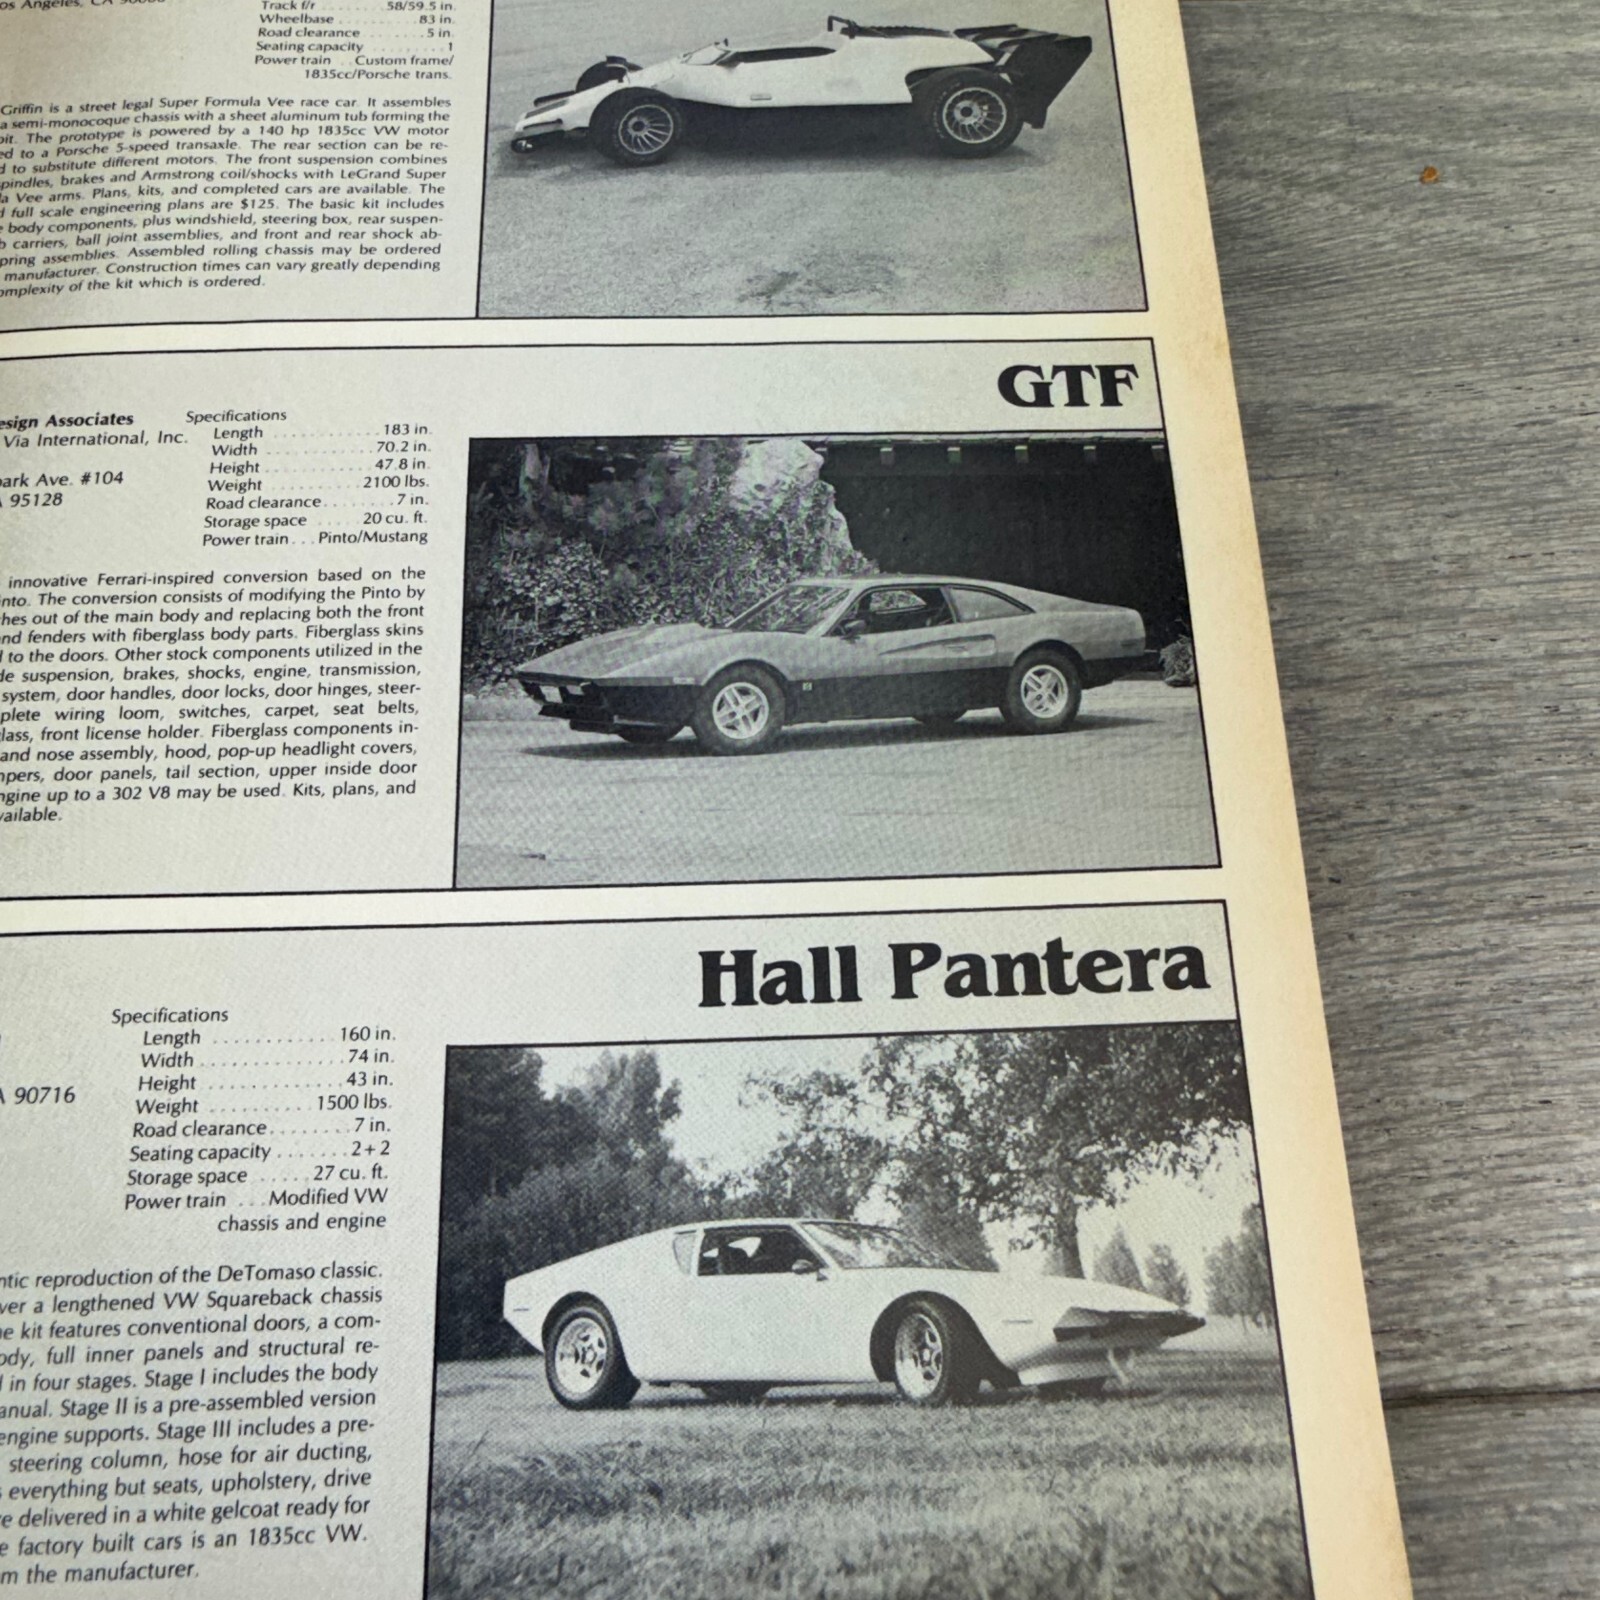 os Angeles, CA
Track f/r 58/59.5 in.
Wheelbase 83 in.
Road clearance 5 in.
Seating capacity 1
Power train Custom frame/
1835cc/Porsche trans.
Griffin is a street legal Super Formula Vee race car. It assembles
a semi-monocoque chassis with a sheet aluminum tub forming the
pit. The prototype is powered by a 140 hp 1835cc VW motor
ed to a Porsche 5-speed transaxle. The rear section can be re-
d to substitute different motors. The front suspension combines
pindles, brakes and Armstrong coil/shocks with LeGrand Super
a Vee arms. Plans, kits, and completed cars are available. The
d full scale engineering plans are $125. The basic kit includes
e body components, plus windshield, steering box, rear suspen-
b carriers, ball joint assemblies, and front and rear shock ab-
pring assemblies. Assembled rolling chassis may be ordered
manufacturer. Construction times can vary greatly depending
omplexity of the kit which is ordered.
GTF
esign Associates
Via International, Inc.
park Ave. #104
A 95128
Specifications
Length 183 in.
Width 70.2 in.
Height 47.8 in.
Weight 2100 lbs.
Road clearance 7 in.
Storage space 20 cu. ft.
Power train Pinto/Mustang
innovative Ferrari-inspired conversion based on the
into. The conversion consists of modifying the Pinto by
hes out of the main body and replacing both the front
nd fenders with fiberglass body parts. Fiberglass skins
d to the doors. Other stock components utilized in the
de suspension, brakes, shocks, engine, transmission,
system, door handles, door locks, door hinges, steer-
plete wiring loom, switches, carpet, seat belts,
lass, front license holder. Fiberglass components in-
and nose assembly, hood, pop-up headlight covers,
mpers, door panels, tail section, upper inside door
ngine up to a 302 V8 may be used. Kits, plans, and
vailable.
Hall Pantera
A 90716
Specifications
Length 160 in.
Width 74 in.
Height 43 in.
Weight 1500 lbs.
Road clearance 7 in.
Seating capacity 2+2
Storage space 27 cu. ft.
Power train Modified VW
chassis and engine
ntic reproduction of the DeTomaso classic.
ver a lengthened VW Squareback chassis
he kit features conventional doors, a com-
ody, full inner panels and structural re-
d in four stages. Stage I includes the body
anual. Stage II is a pre-assembled version
engine supports. Stage III includes a pre-
steering column, hose for air ducting,
s everything but seats, upholstery, drive
re delivered in a white gelcoat ready for
e factory built cars is an 1835cc VW.
m the manufacturer.